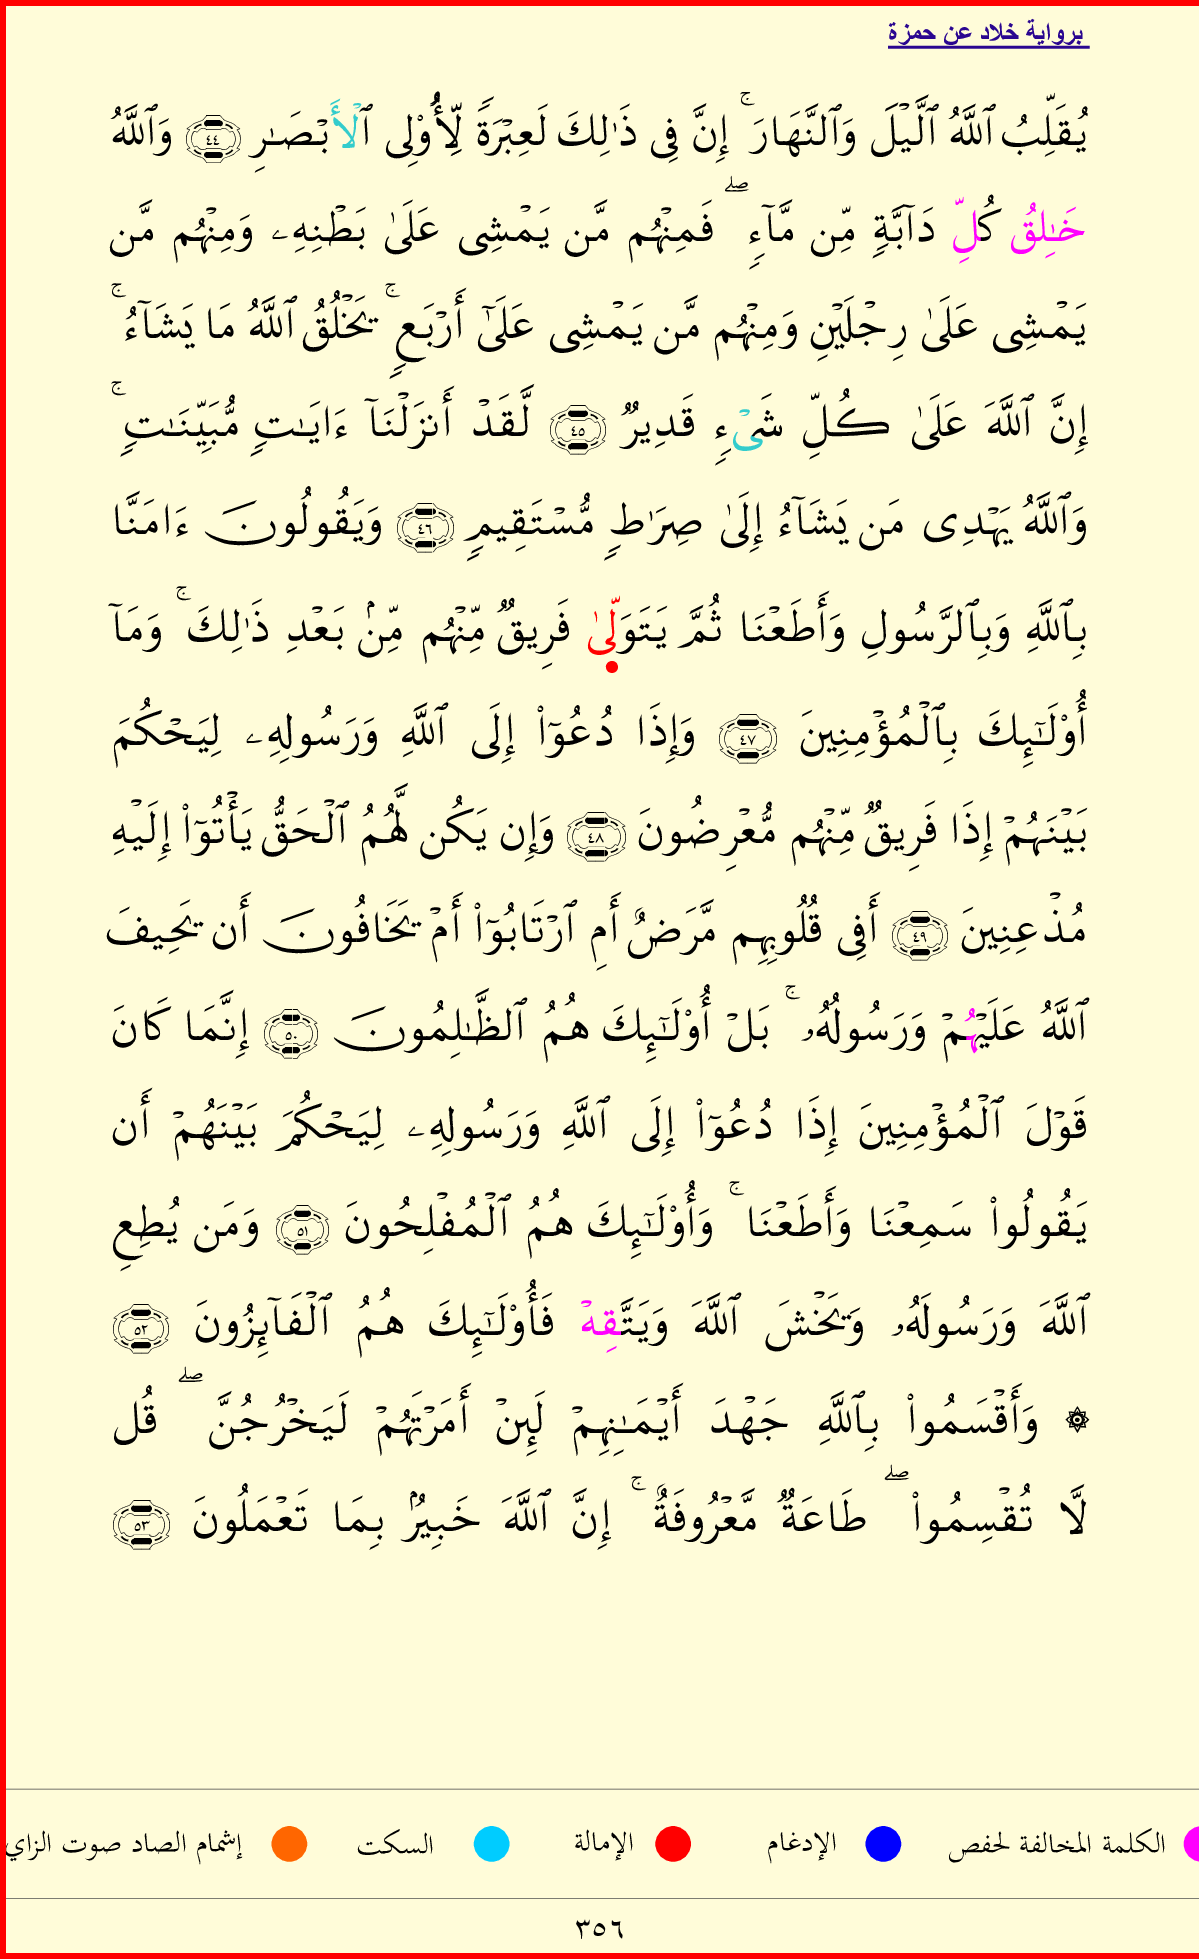 برواية خلاد عن حمزة
يُقَلِّبُ ٱللَّهُ ٱلَّيْلَ وَٱلنَّهَارَ ۚ إِنَّ فِى ذَٰلِكَ لَعِبْرَةً لِّأُو۟لِى ٱلْأَبْصَـٰرِ ٤٤ وَٱللَّهُ
خَـٰلِقُ كُلِّ دَآبَّةٍ مِّن مَّآءٍ ۖ فَمِنْهُم مَّن يَمْشِى عَلَىٰ بَطْنِهِۦ وَمِنْهُم مَّن
يَمْشِى عَلَىٰ رِجْلَيْنِ وَمِنْهُم مَّن يَمْشِى عَلَىٰٓ أَرْبَعٍ ۚ يَخْلُقُ ٱللَّهُ مَا يَشَآءُ ۚ
إِنَّ ٱللَّهَ عَلَىٰ كُلِّ شَىْءٍ قَدِيرٌ ٤٥ لَّقَدْ أَنزَلْنَآ ءَايَـٰتٍ مُّبَيِّنَـٰتٍ ۚ
وَٱللَّهُ يَهْدِى مَن يَشَآءُ إِلَىٰ صِرَٰطٍ مُّسْتَقِيمٍ ٤٦ وَيَقُولُونَ ءَامَنَّا
بِٱللَّهِ وَبِٱلرَّسُولِ وَأَطَعْنَا ثُمَّ يَتَوَلَّىٰ فَرِيقٌ مِّنْهُم مِّنۢ بَعْدِ ذَٰلِكَ ۚ وَمَآ
أُو۟لَـٰٓئِكَ بِٱلْمُؤْمِنِينَ ٤٧ وَإِذَا دُعُوٓا۟ إِلَى ٱللَّهِ وَرَسُولِهِۦ لِيَحْكُمَ
بَيْنَهُمْ إِذَا فَرِيقٌ مِّنْهُم مُّعْرِضُونَ ٤٨ وَإِن يَكُن لَّهُمُ ٱلْحَقُّ يَأْتُوٓا۟ إِلَيْهِ
مُذْعِنِينَ ٤٩ أَفِى قُلُوبِهِم مَّرَضٌ أَمِ ٱرْتَابُوٓا۟ أَمْ يَخَافُونَ أَن يَحِيفَ
ٱللَّهُ عَلَيْهُمْ وَرَسُولُهُۥ ۚ بَلْ أُو۟لَـٰٓئِكَ هُمُ ٱلظَّـٰلِمُونَ ٥٠ إِنَّمَا كَانَ
قَوْلَ ٱلْمُؤْمِنِينَ إِذَا دُعُوٓا۟ إِلَى ٱللَّهِ وَرَسُولِهِۦ لِيَحْكُمَ بَيْنَهُمْ أَن
يَقُولُوا۟ سَمِعْنَا وَأَطَعْنَا ۚ وَأُو۟لَـٰٓئِكَ هُمُ ٱلْمُفْلِحُونَ ٥١ وَمَن يُطِعِ
ٱللَّهَ وَرَسُولَهُۥ وَيَخْشَ ٱللَّهَ وَيَتَّقِهْ فَأُو۟لَـٰٓئِكَ هُمُ ٱلْفَآئِزُونَ ٥٢
۞ وَأَقْسَمُوا۟ بِٱللَّهِ جَهْدَ أَيْمَـٰنِهِمْ لَئِنْ أَمَرْتَهُمْ لَيَخْرُجُنَّ ۖ قُل
لَّا تُقْسِمُوا۟ ۖ طَاعَةٌ مَّعْرُوفَةٌ ۚ إِنَّ ٱللَّهَ خَبِيرٌۢ بِمَا تَعْمَلُونَ ٥٣
الكلمة المخالفة لحفص الإدغام الإمالة السكت إشمام الصاد صوت الزاي
٣٥٦